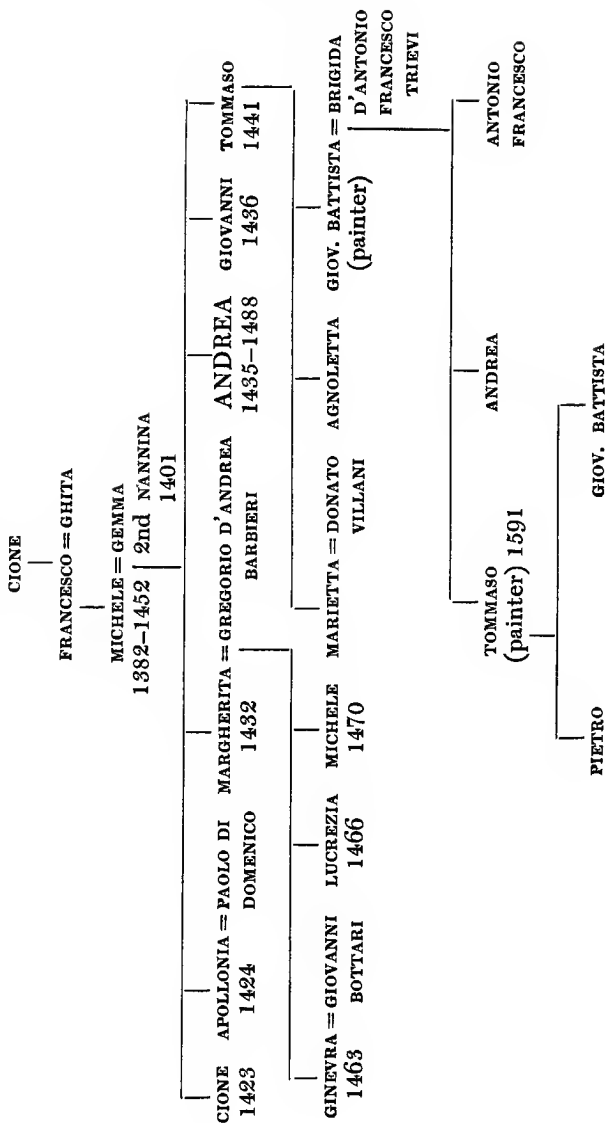 CIONE
FRANCESCO = GHITA
MICHELE = GEMMA
1382–1452 2nd NANNINA
1401
CIONE APOLLONIA = PAOLO DI MARGHERITA = GREGORIO D'ANDREA ANDREA GIOVANNI TOMMASO
1423 1424 DOMENICO 1432 BARBIERI 1435–1488 1436 1441
GINEVRA = GIOVANNI LUCREZIA MICHELE MARIETTA = DONATO AGNOLETTA GIOV. BATTISTA = BRIGIDA
1463 BOTTARI 1466 1470 VILLANI (painter) D'ANTONIO
FRANCESCO
TRIEVI
TOMMASO ANDREA ANTONIO
(painter) 1591 FRANCESCO
PIETRO GIOV. BATTISTA